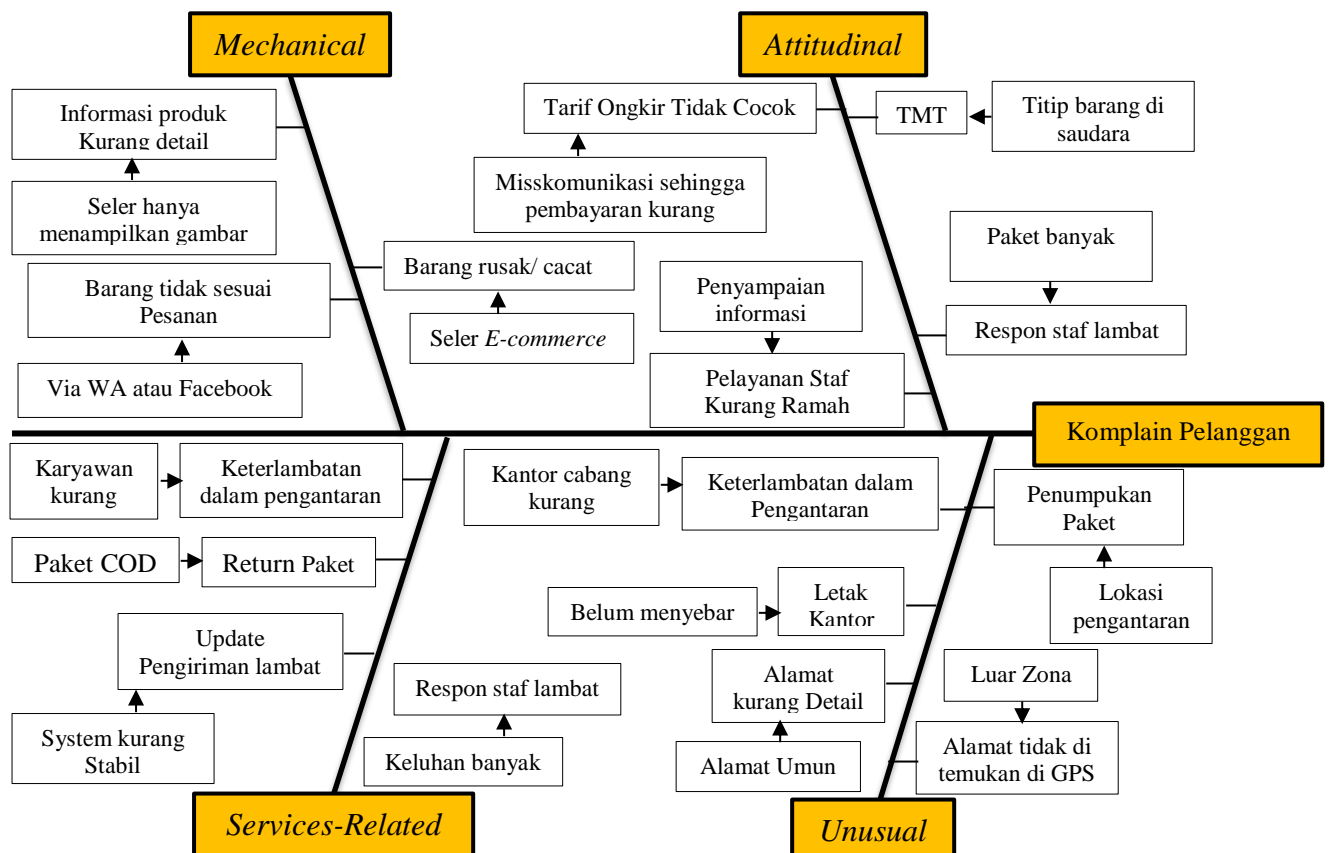 Mechanical
Attitudinal
Informasi produk
Kurang detail
Seler hanya
menampilkan gambar
Barang tidak sesuai
Pesanan
Via WA atau Facebook
Barang rusak/ cacat
Seler E-commerce
Tarif Ongkir Tidak Cocok
Misskomunikasi sehingga
pembayaran kurang
TMT
Titip barang di
saudara
Penyampaian
informasi
Pelayanan Staf
Kurang Ramah
Paket banyak
Respon staf lambat
Komplain Pelanggan
Karyawan
kurang
Keterlambatan
dalam pengantaran
Paket COD
Return Paket
Update
Pengiriman lambat
System kurang
Stabil
Respon staf lambat
Keluhan banyak
Kantor cabang
kurang
Keterlambatan dalam
Pengantaran
Penumpukan
Paket
Lokasi
pengantaran
Belum menyebar
Letak
Kantor
Alamat
kurang Detail
Alamat Umun
Luar Zona
Alamat tidak di
temukan di GPS
Services-Related
Unusual